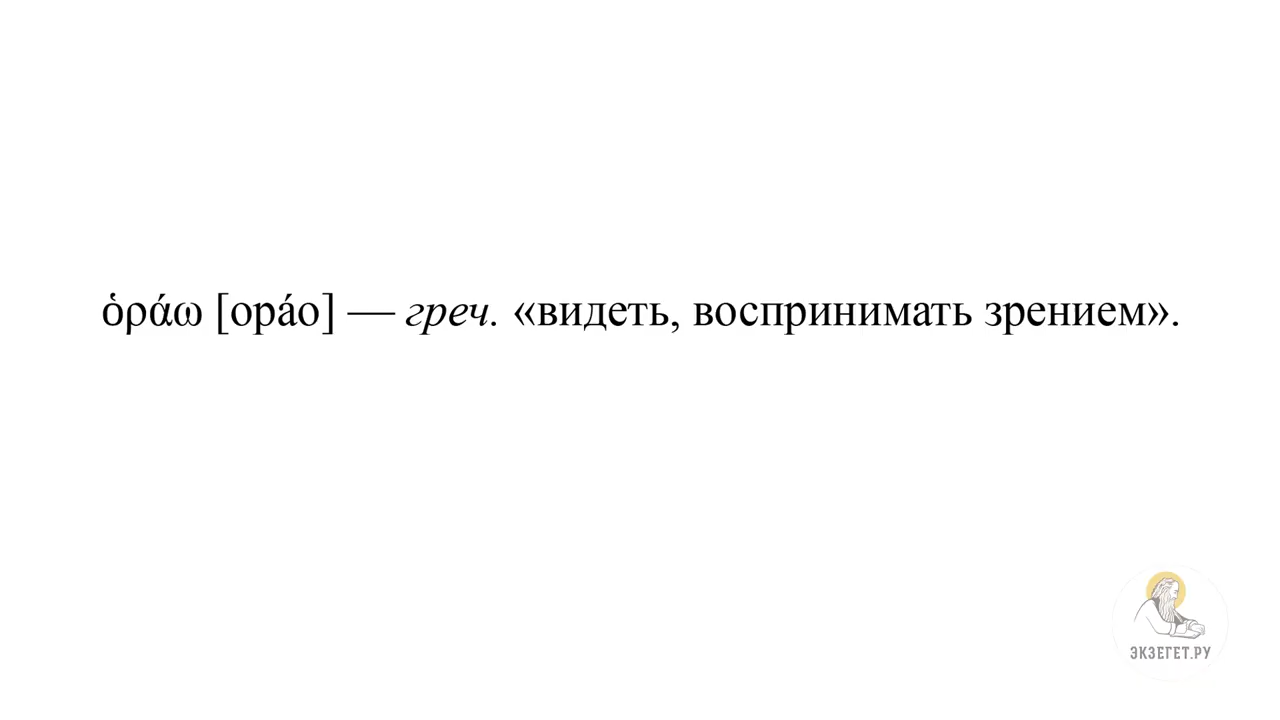 ὁράω [ора́о] — греч. «видеть, воспринимать зрением».
ЭКЗЕГЕТ.РУ